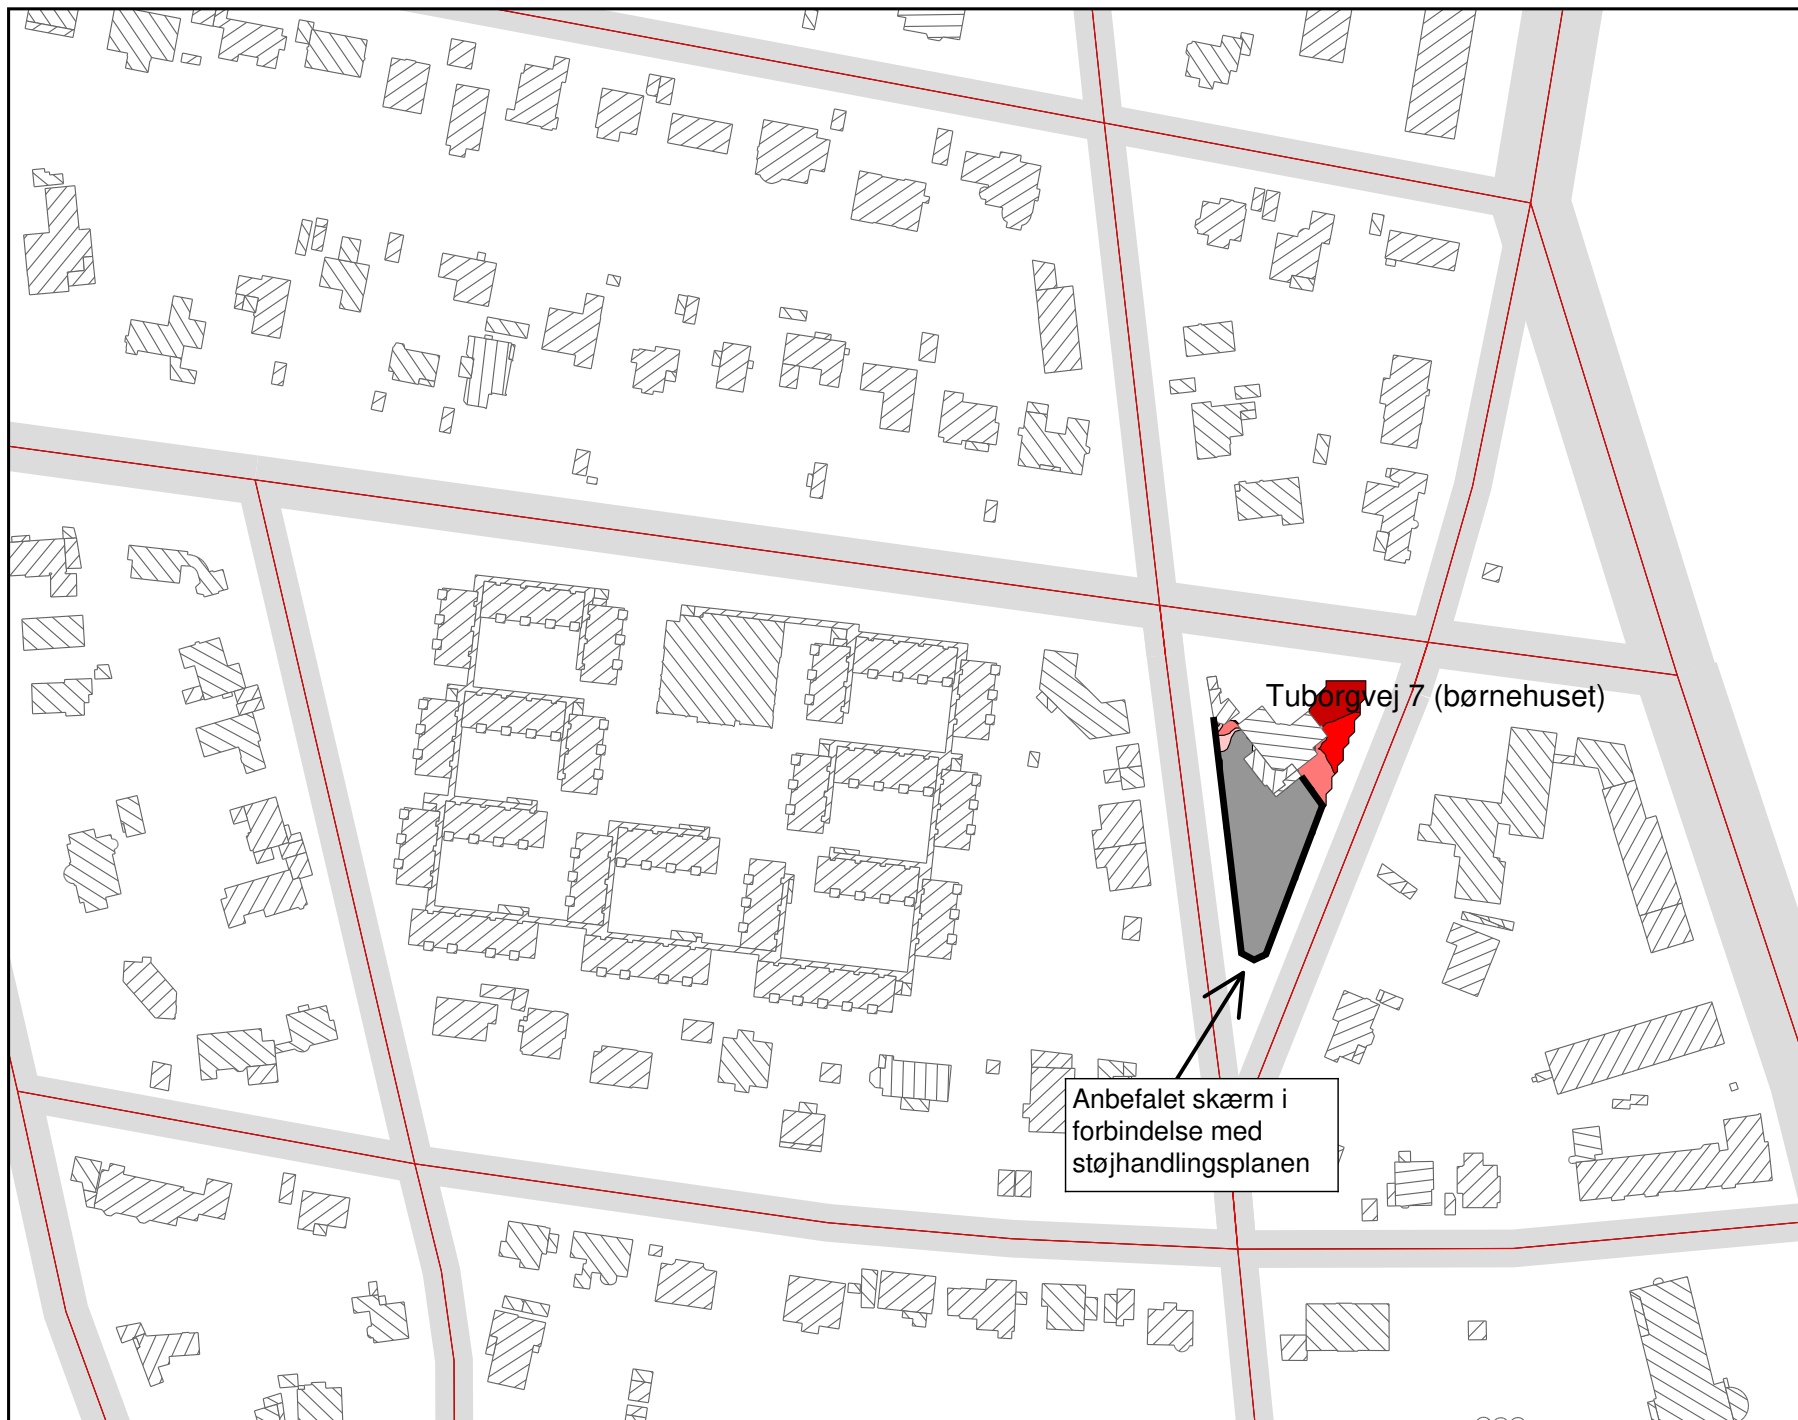 Tuborgvej 7 (børnehuset)
Anbefalet skærm i
forbindelse med
støjhandlingsplanen